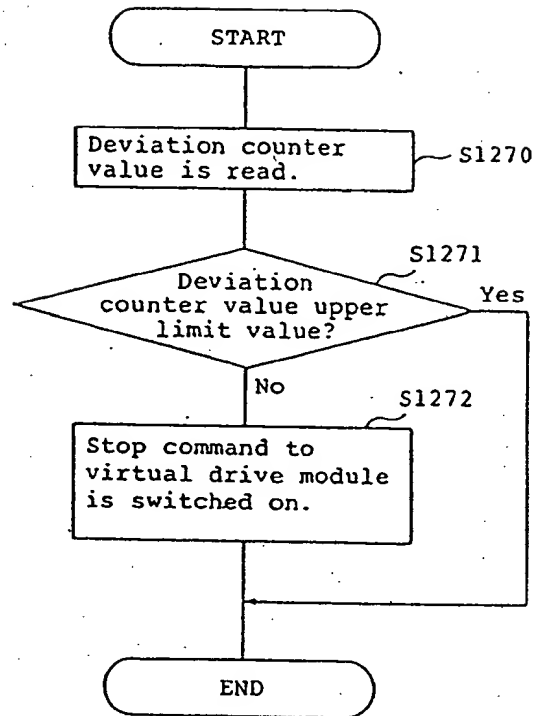 START
Deviation counter
value is read.
S1270
S1271
Deviation
counter value upper
limit value?
Yes
No
S1272
Stop command to
virtual drive module
is switched on.
END